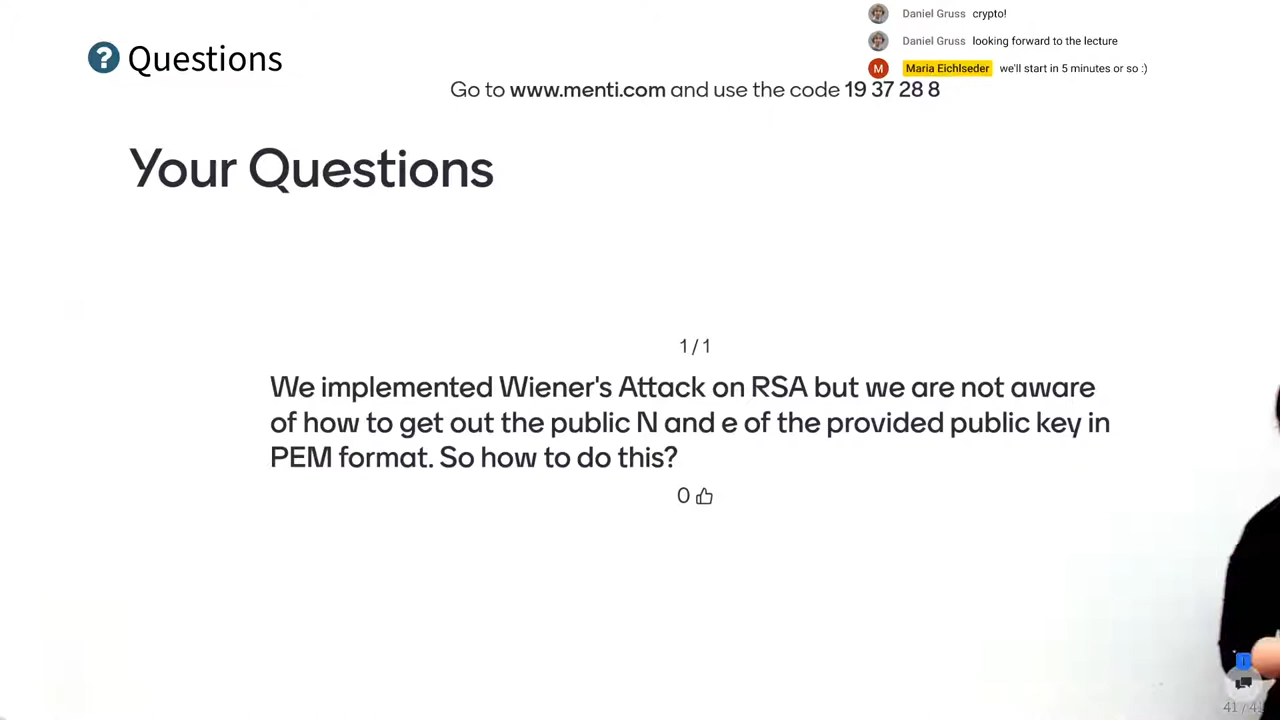 Daniel Gruss crypto!
Daniel Gruss looking forward to the lecture
M Maria Eichlseder we'll start in 5 minutes or so :)
? Questions
Go to www.menti.com and use the code 19 37 28 8
Your Questions
1 / 1
We implemented Wiener's Attack on RSA but we are not aware
of how to get out the public N and e of the provided public key in
PEM format. So how to do this?
0
41 / 41